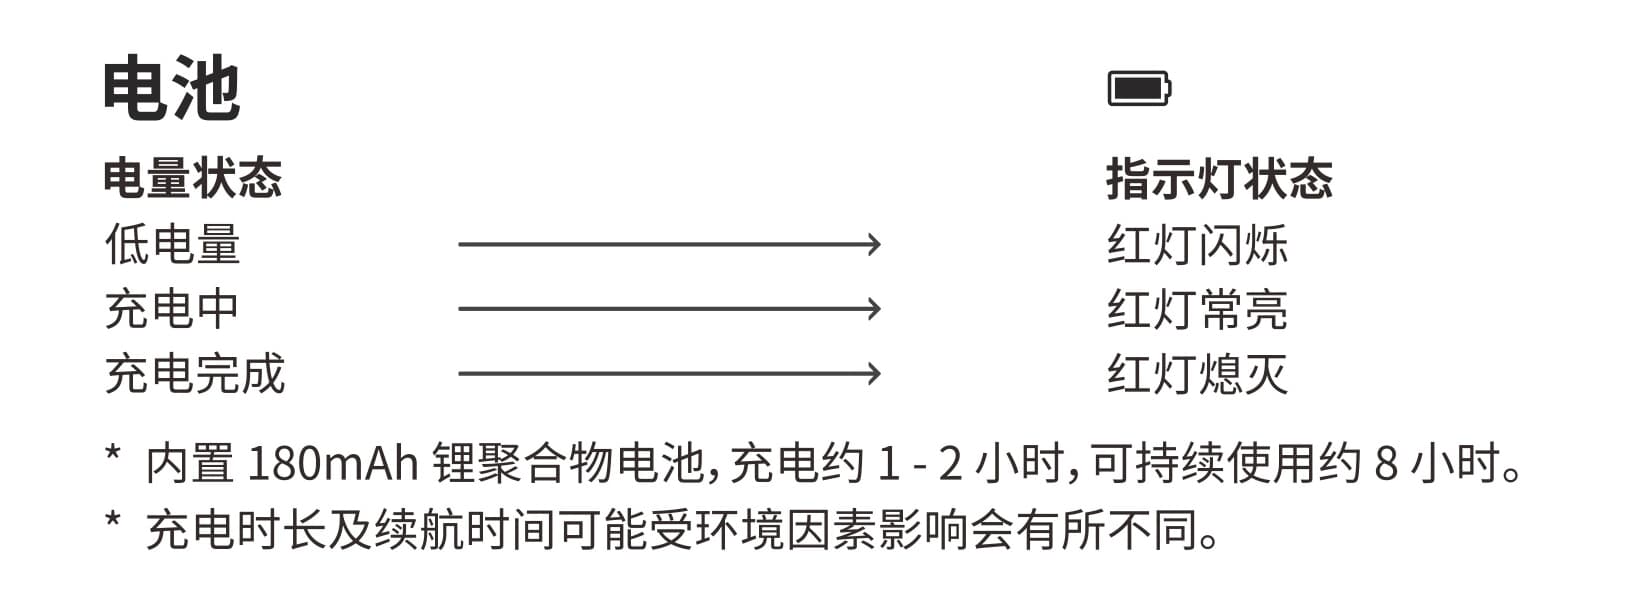 电池
电量状态 指示灯状态
低电量 红灯闪烁
充电中 红灯常亮
充电完成 红灯熄灭
* 内置 180mAh 锂聚合物电池，充电约 1 - 2 小时，可持续使用约 8 小时。
* 充电时长及续航时间可能受环境因素影响会有所不同。